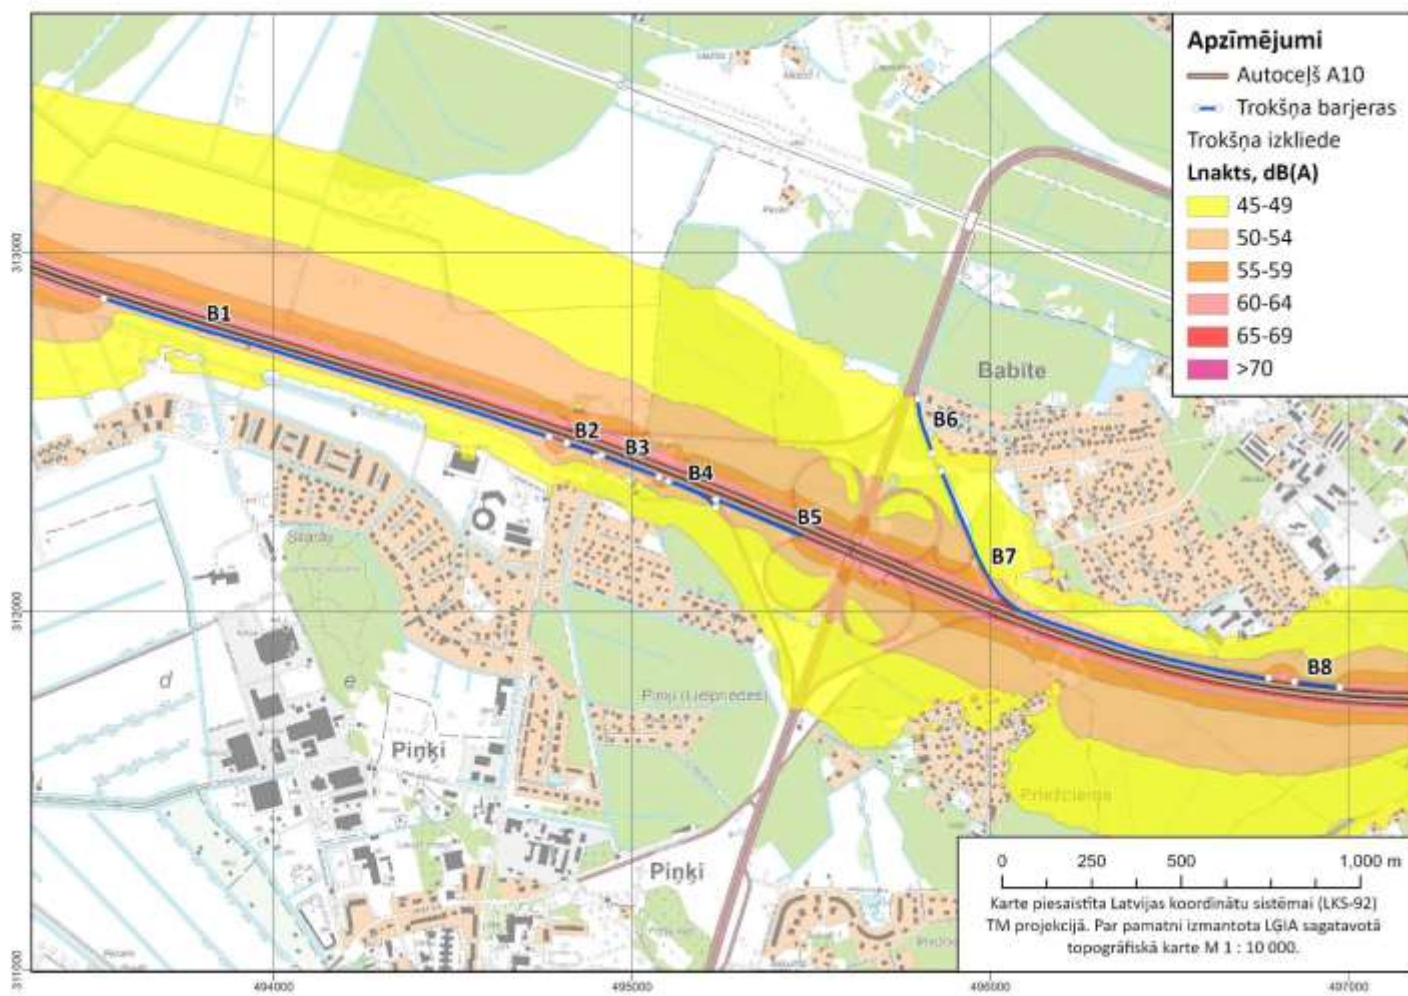 Apzīmējumi
Autoceļš A10
Trokšņa barjeras
Trokšņa izkliede
Lnakts, dB(A)
45-49
50-54
55-59
60-64
65-69
>70
313000
B1
Babīte
B2
B6
B3
B4
B5
B7
312000
B8
d
e
Piņķi
Piņķi
311000
0 250 500 1,000 m
Karte piesaistīta Latvijas koordinātu sistēmai (LKS-92)
TM projekcijā. Par pamatni izmantota LĢIA sagatavotā
topogrāfiskā karte M 1 : 10 000.
494000 495000 496000 497000